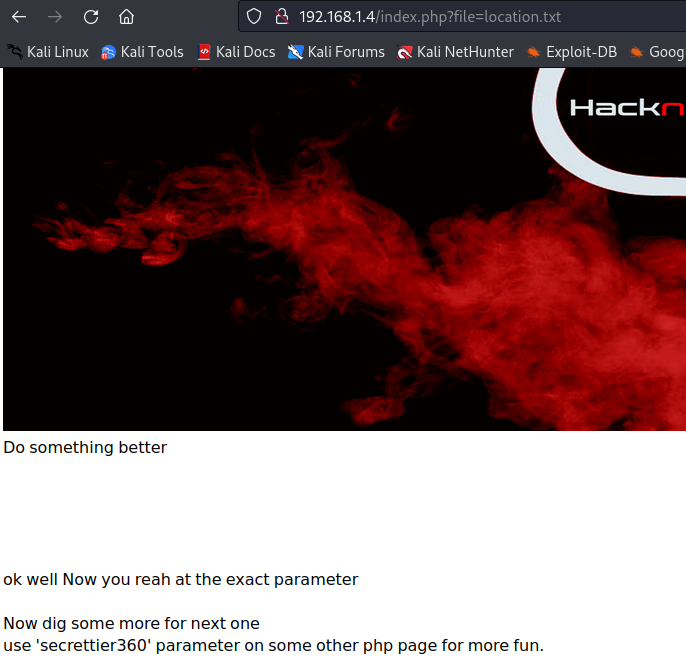 192.168.1.4/index.php?file=location.txt
Kali Linux Kali Tools Kali Docs Kali Forums Kali NetHunter Exploit-DB Goog
Hackn
Do something better
ok well Now you reah at the exact parameter
Now dig some more for next one
use 'secrettier360' parameter on some other php page for more fun.